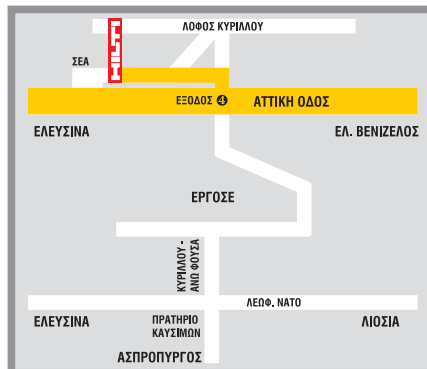 ΛΟΦΟΣ ΚΥΡΙΛΛΟΥ
ΣΕΑ
ΕΞΟΔΟΣ 4 ΑΤΤΙΚΗ ΟΔΟΣ
ΕΛΕΥΣΙΝΑ
ΕΛ. ΒΕΝΙΖΕΛΟΣ
ΕΡΓΟΣΕ
ΚΥΡΙΛΛΟΥ -
ΑΝΩ ΦΟΥΣΑ
ΛΕΩΦ. ΝΑΤΟ
ΕΛΕΥΣΙΝΑ
ΠΡΑΤΗΡΙΟ
ΚΑΥΣΙΜΩΝ
ΛΙΟΣΙΑ
ΑΣΠΡΟΠΥΡΓΟΣ